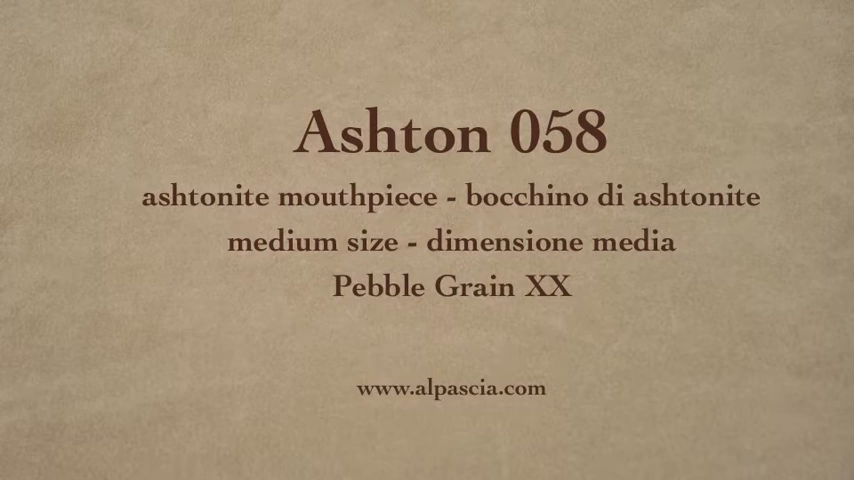 Ashton 058
ashtonite mouthpiece - bocchino di ashtonite
medium size - dimensione media
Pebble Grain XX
www.alpascia.com